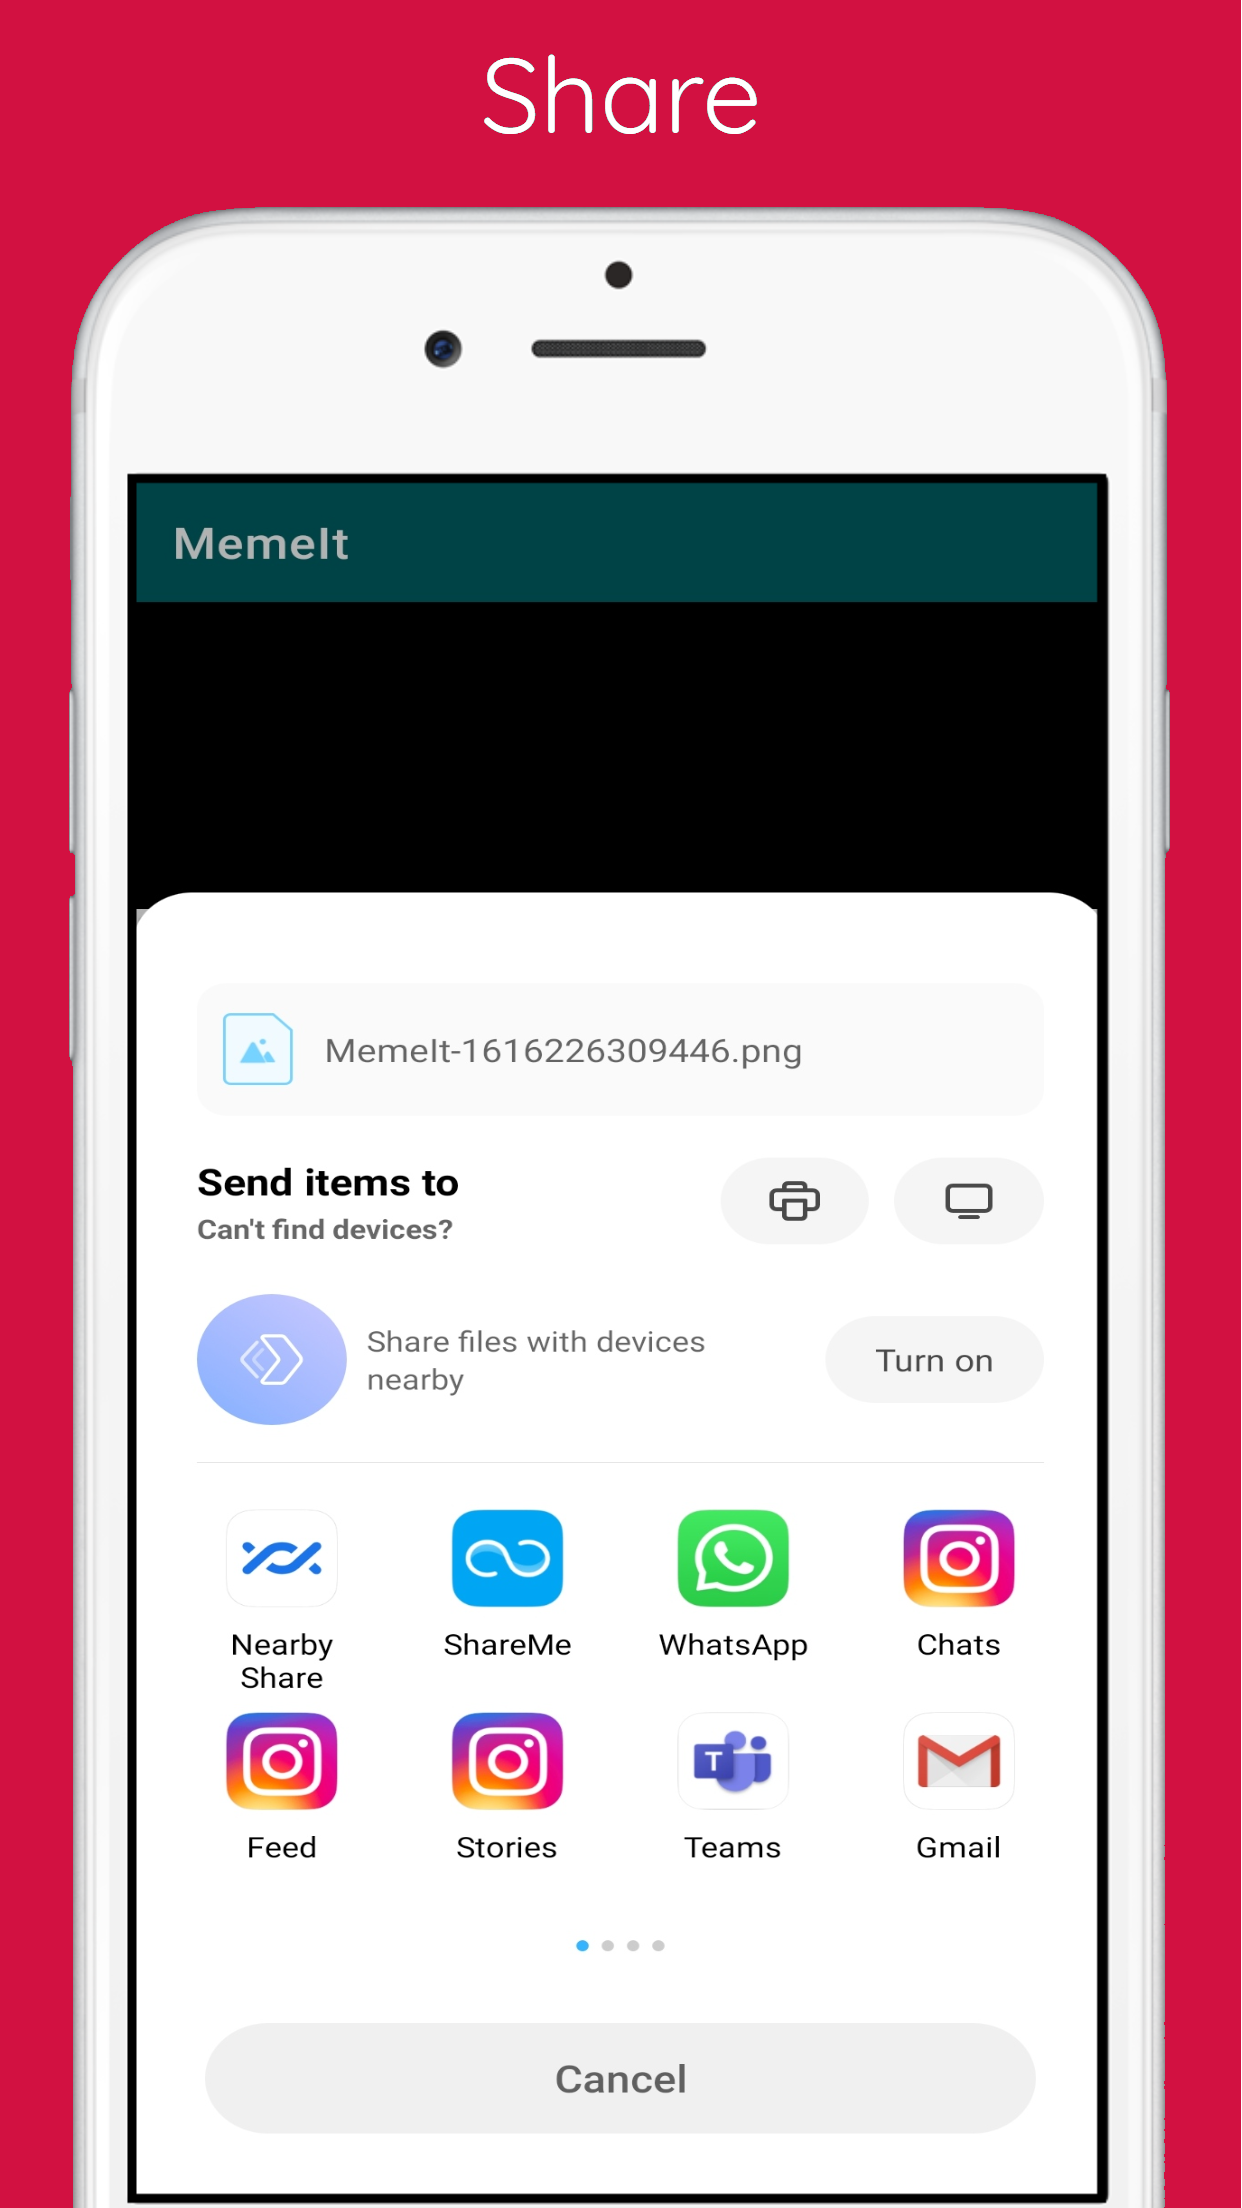 Share
MemeIt
MemeIt-1616226309446.png
Send items to
Can't find devices?
Share files with devices
nearby
Turn on
Nearby
Share
ShareMe
WhatsApp
Chats
Feed
Stories
T
Teams
Gmail
Cancel